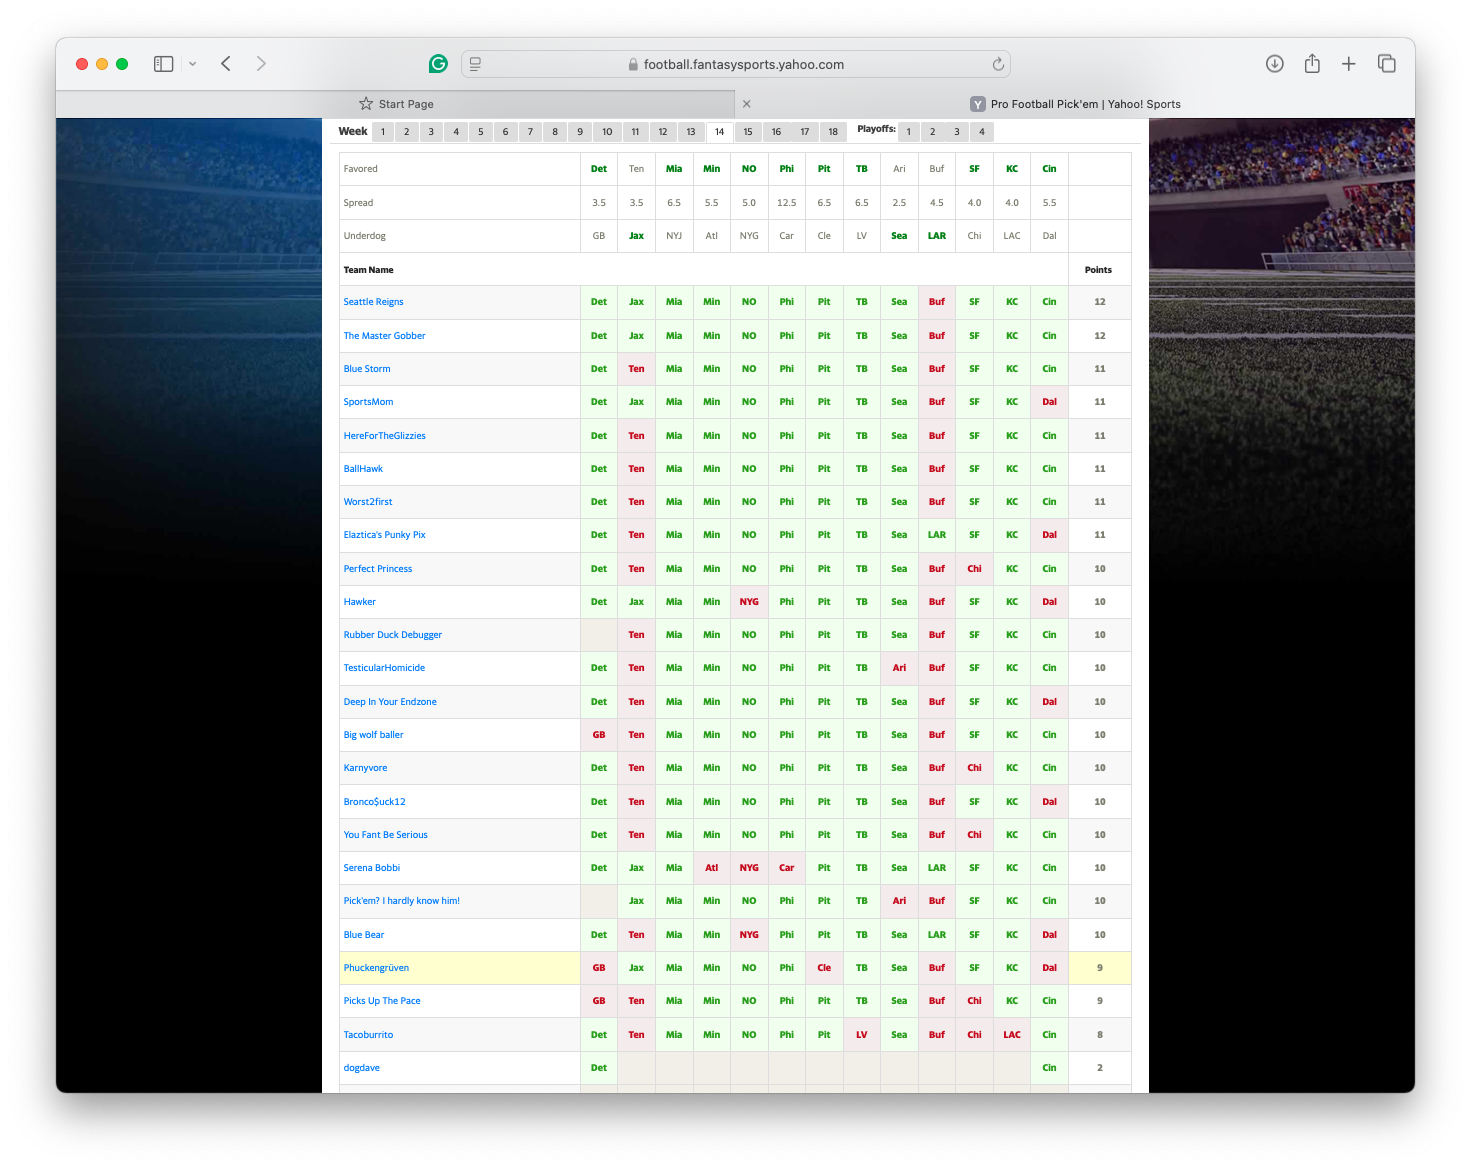 football.fantasysports.yahoo.com
Start Page
Y Pro Football Pick'em | Yahoo! Sports
Week 1 2 3 4 5 6 7 8 9 10 11 12 13 14 15 16 17 18 Playoffs: 1 2 3 4
Favored Det Ten Mia Min NO Phi Pit TB Ari Buf SF KC Cin
Spread 3.5 3.5 6.5 5.5 5.0 12.5 6.5 6.5 2.5 4.5 4.0 4.0 5.5
Underdog GB Jax NYJ Atl NYG Car Cle LV Sea LAR Chi LAC Dal
Team Name Points
Seattle Reigns Det Jax Mia Min NO Phi Pit TB Sea Buf SF KC Cin 12
The Master Gobber Det Jax Mia Min NO Phi Pit TB Sea Buf SF KC Cin 12
Blue Storm Det Ten Mia Min NO Phi Pit TB Sea Buf SF KC Cin 11
SportsMom Det Jax Mia Min NO Phi Pit TB Sea Buf SF KC Dal 11
HereForTheGlizzies Det Ten Mia Min NO Phi Pit TB Sea Buf SF KC Cin 11
BallHawk Det Ten Mia Min NO Phi Pit TB Sea Buf SF KC Cin 11
Worst2first Det Ten Mia Min NO Phi Pit TB Sea Buf SF KC Cin 11
Elaztica's Punky Pix Det Ten Mia Min NO Phi Pit TB Sea LAR SF KC Dal 11
Perfect Princess Det Ten Mia Min NO Phi Pit TB Sea Buf Chi KC Cin 10
Hawker Det Jax Mia Min NYG Phi Pit TB Sea Buf SF KC Dal 10
Rubber Duck Debugger Ten Mia Min NO Phi Pit TB Sea Buf SF KC Cin 10
TesticularHomicide Det Ten Mia Min NO Phi Pit TB Ari Buf SF KC Cin 10
Deep In Your Endzone Det Ten Mia Min NO Phi Pit TB Sea Buf SF KC Dal 10
Big wolf baller GB Ten Mia Min NO Phi Pit TB Sea Buf SF KC Cin 10
Karnyvore Det Ten Mia Min NO Phi Pit TB Sea Buf Chi KC Cin 10
Bronco$uck12 Det Ten Mia Min NO Phi Pit TB Sea Buf SF KC Dal 10
You Fant Be Serious Det Ten Mia Min NO Phi Pit TB Sea Buf Chi KC Cin 10
Serena Bobbi Det Jax Mia Atl NYG Car Pit TB Sea LAR SF KC Cin 10
Pick'em? I hardly know him! Jax Mia Min NO Phi Pit TB Ari Buf SF KC Cin 10
Blue Bear Det Ten Mia Min NYG Phi Pit TB Sea LAR SF KC Dal 10
Phuckengrüven GB Jax Mia Min NO Phi Cle TB Sea Buf SF KC Dal 9
Picks Up The Pace GB Ten Mia Min NO Phi Pit TB Sea Buf Chi KC Cin 9
Tacoburrito Det Ten Mia Min NO Phi Pit LV Sea Buf Chi LAC Cin 8
dogdave Det Cin 2